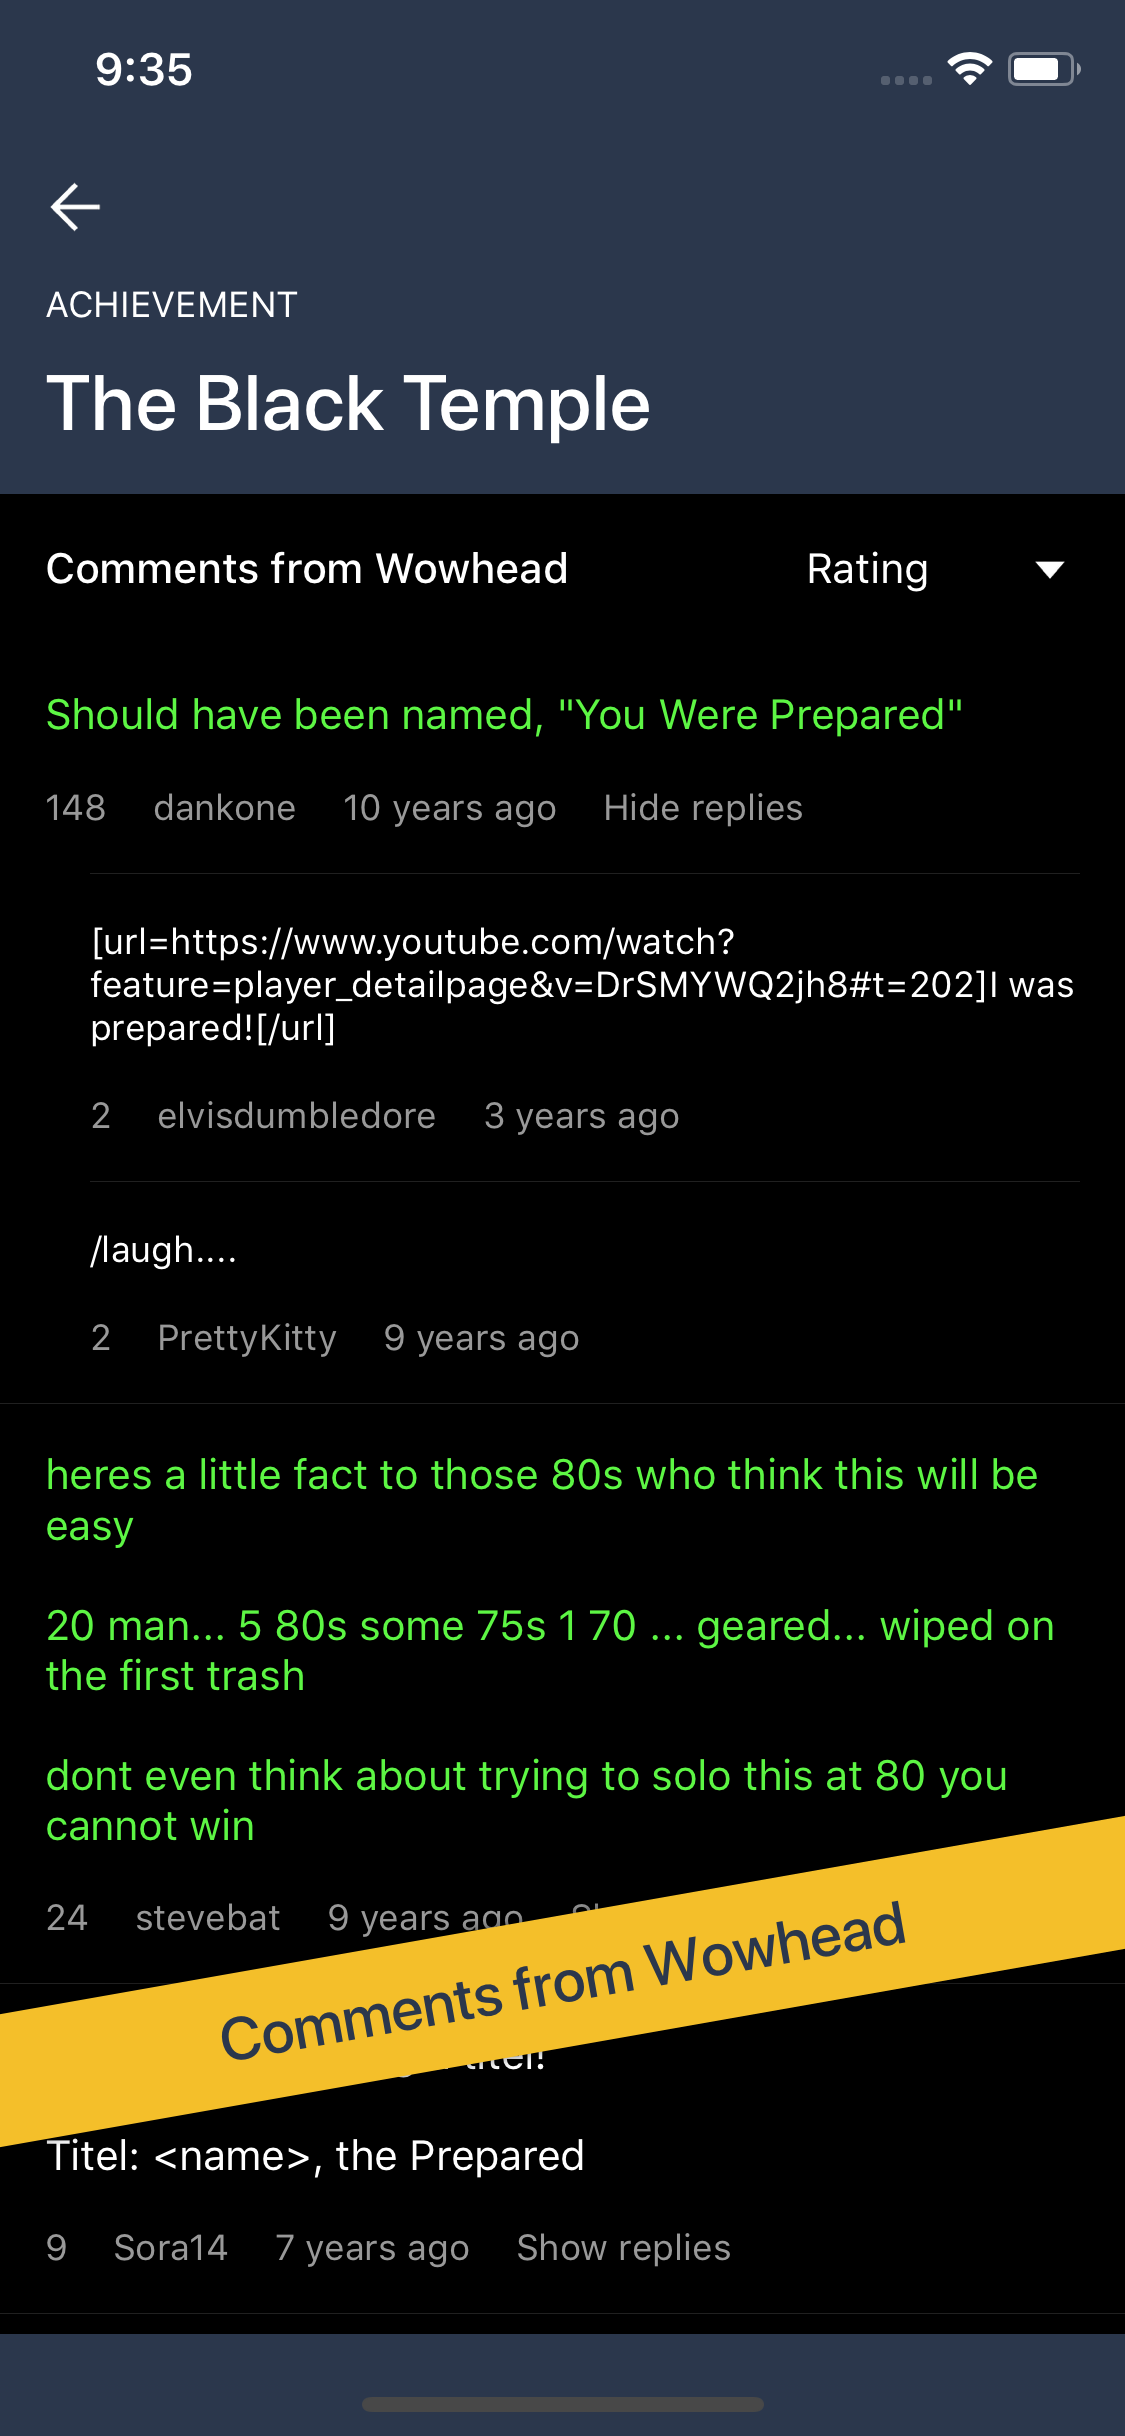 9:35
ACHIEVEMENT
The Black Temple
Comments from Wowhead Rating
Should have been named, "You Were Prepared"
148 dankone 10 years ago Hide replies
[url=https://www.youtube.com/watch?
feature=player_detailpage&v=DrSMYWQ2jh8#t=202]I was
prepared![/url]
2 elvisdumbledore 3 years ago
/laugh....
2 PrettyKitty 9 years ago
heres a little fact to those 80s who think this will be
easy
20 man... 5 80s some 75s 1 70 ... geared... wiped on
the first trash
dont even think about trying to solo this at 80 you
cannot win
24 stevebat 9 years ago
Comments from Wowhead
titel!
Titel: <name>, the Prepared
9 Sora14 7 years ago Show replies